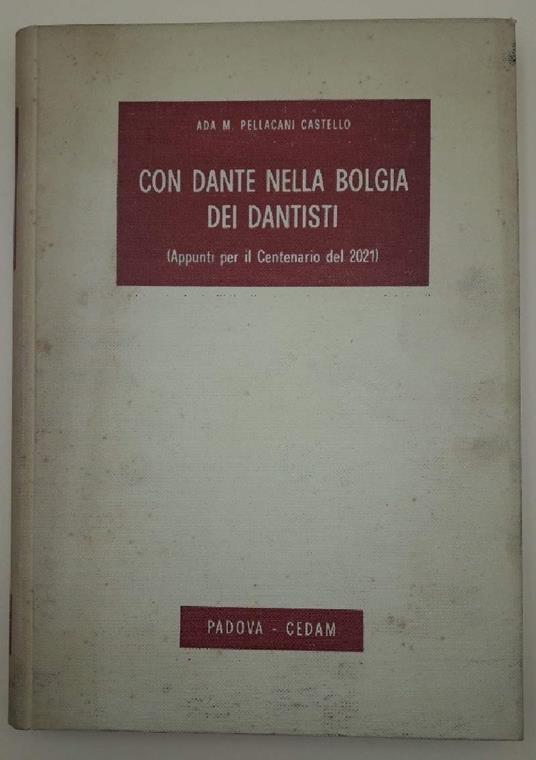 ADA M. PELLACANI CASTELLO
CON DANTE NELLA BOLGIA
DEI DANTISTI
(Appunti per il Centenario del 2021)
PADOVA - CEDAM